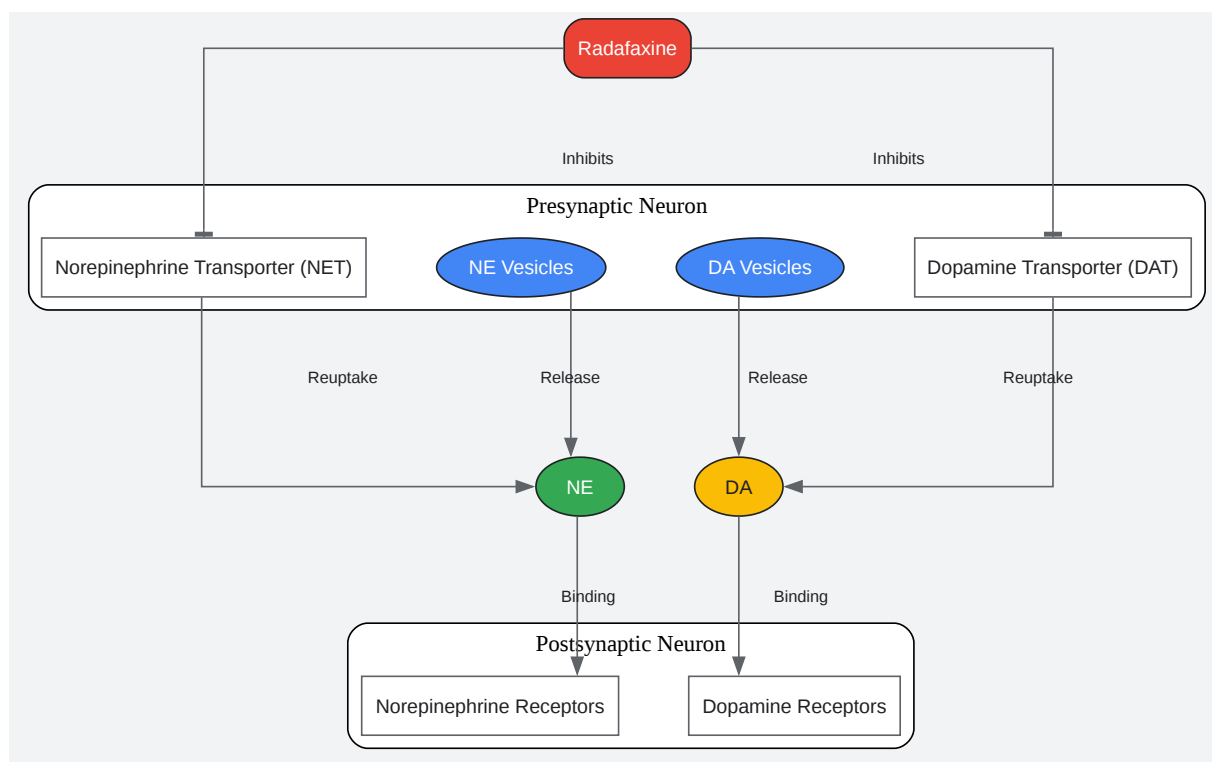 Radafaxine
Inhibits
Inhibits
Presynaptic Neuron
Norepinephrine Transporter (NET)
NE Vesicles
DA Vesicles
Dopamine Transporter (DAT)
Reuptake
Release
Release
Reuptake
NE
DA
Binding
Binding
Postsynaptic Neuron
Norepinephrine Receptors
Dopamine Receptors